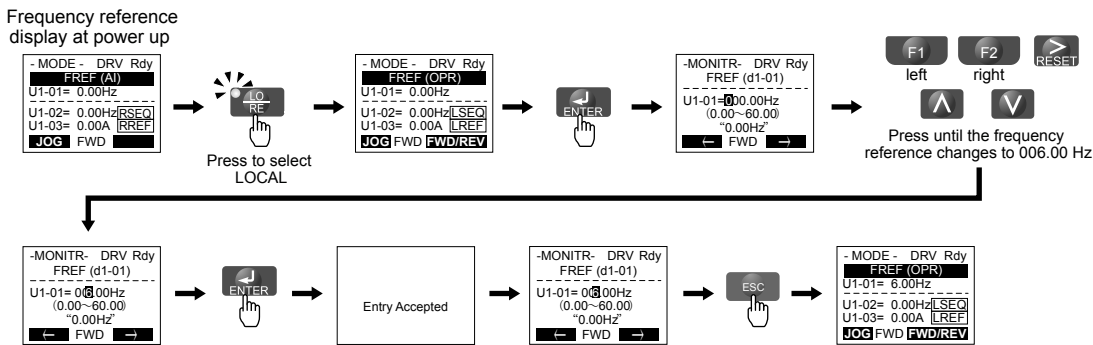 Frequency reference
display at power up
- MODE - DRV Rdy
FREF (AI)
U1-01= 0.00Hz
U1-02= 0.00Hz RSEQ
U1-03= 0.00A RREF
JOG FWD
LO
RE
Press to select
LOCAL
- MODE - DRV Rdy
FREF (OPR)
U1-01= 0.00Hz
U1-02= 0.00Hz LSEQ
U1-03= 0.00A LREF
JOG FWD FWD/REV
ENTER
-MONITR- DRV Rdy
FREF (d1-01)
U1-01=000.00Hz
(0.00~60.00)
“0.00Hz”
← FWD →
F1
left
F2
right
>
RESET
Press until the frequency
reference changes to 006.00 Hz
-MONITR- DRV Rdy
FREF (d1-01)
U1-01= 006.00Hz
(0.00~60.00)
“0.00Hz”
← FWD →
ENTER
Entry Accepted
-MONITR- DRV Rdy
FREF (d1-01)
U1-01= 006.00Hz
(0.00~60.00)
“0.00Hz”
← FWD →
ESC
- MODE - DRV Rdy
FREF (OPR)
U1-01= 6.00Hz
U1-02= 0.00Hz LSEQ
U1-03= 0.00A LREF
JOG FWD FWD/REV